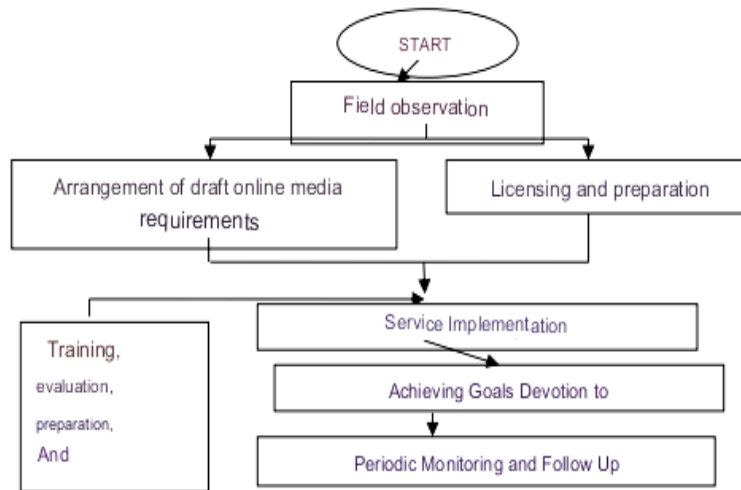 START
Field observation
Arrangement of draft online media
requirements
Licensing and preparation
Service Implementation
Training,
evaluation,
preparation,
And
Achieving Goals Devotion to
Periodic Monitoring and Follow Up